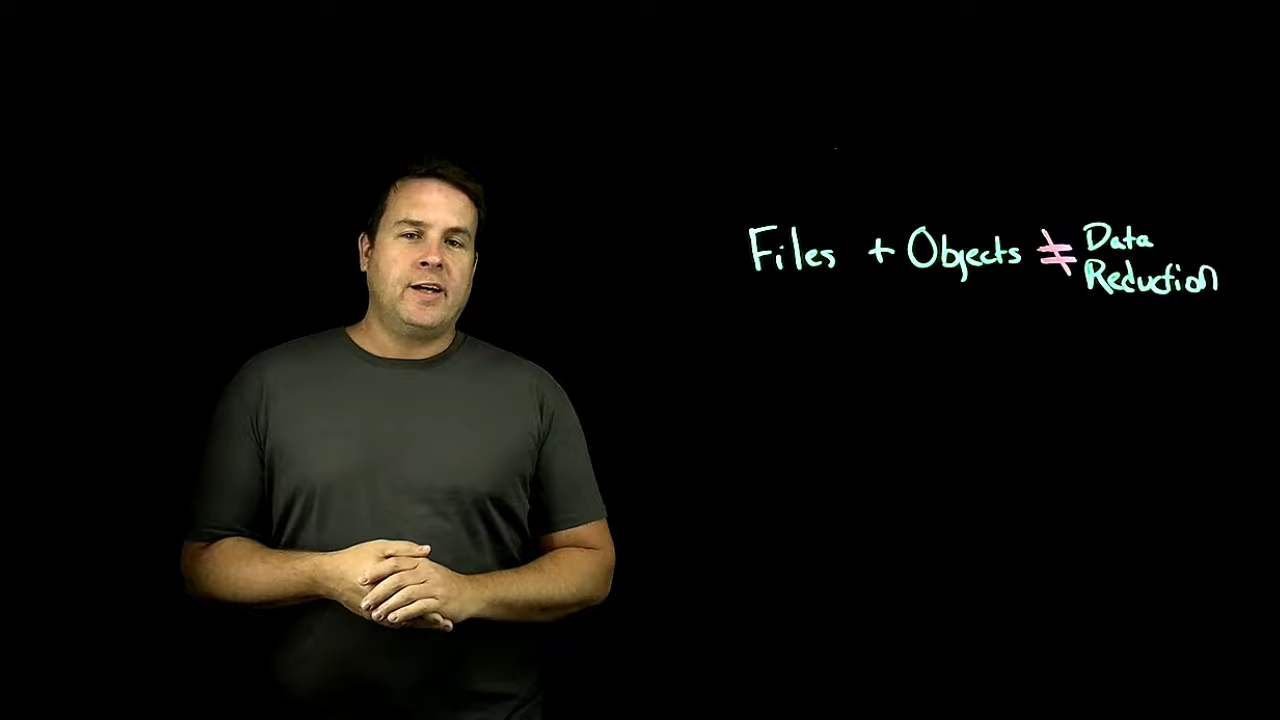 Files + Objects ≠ Data
Reduction